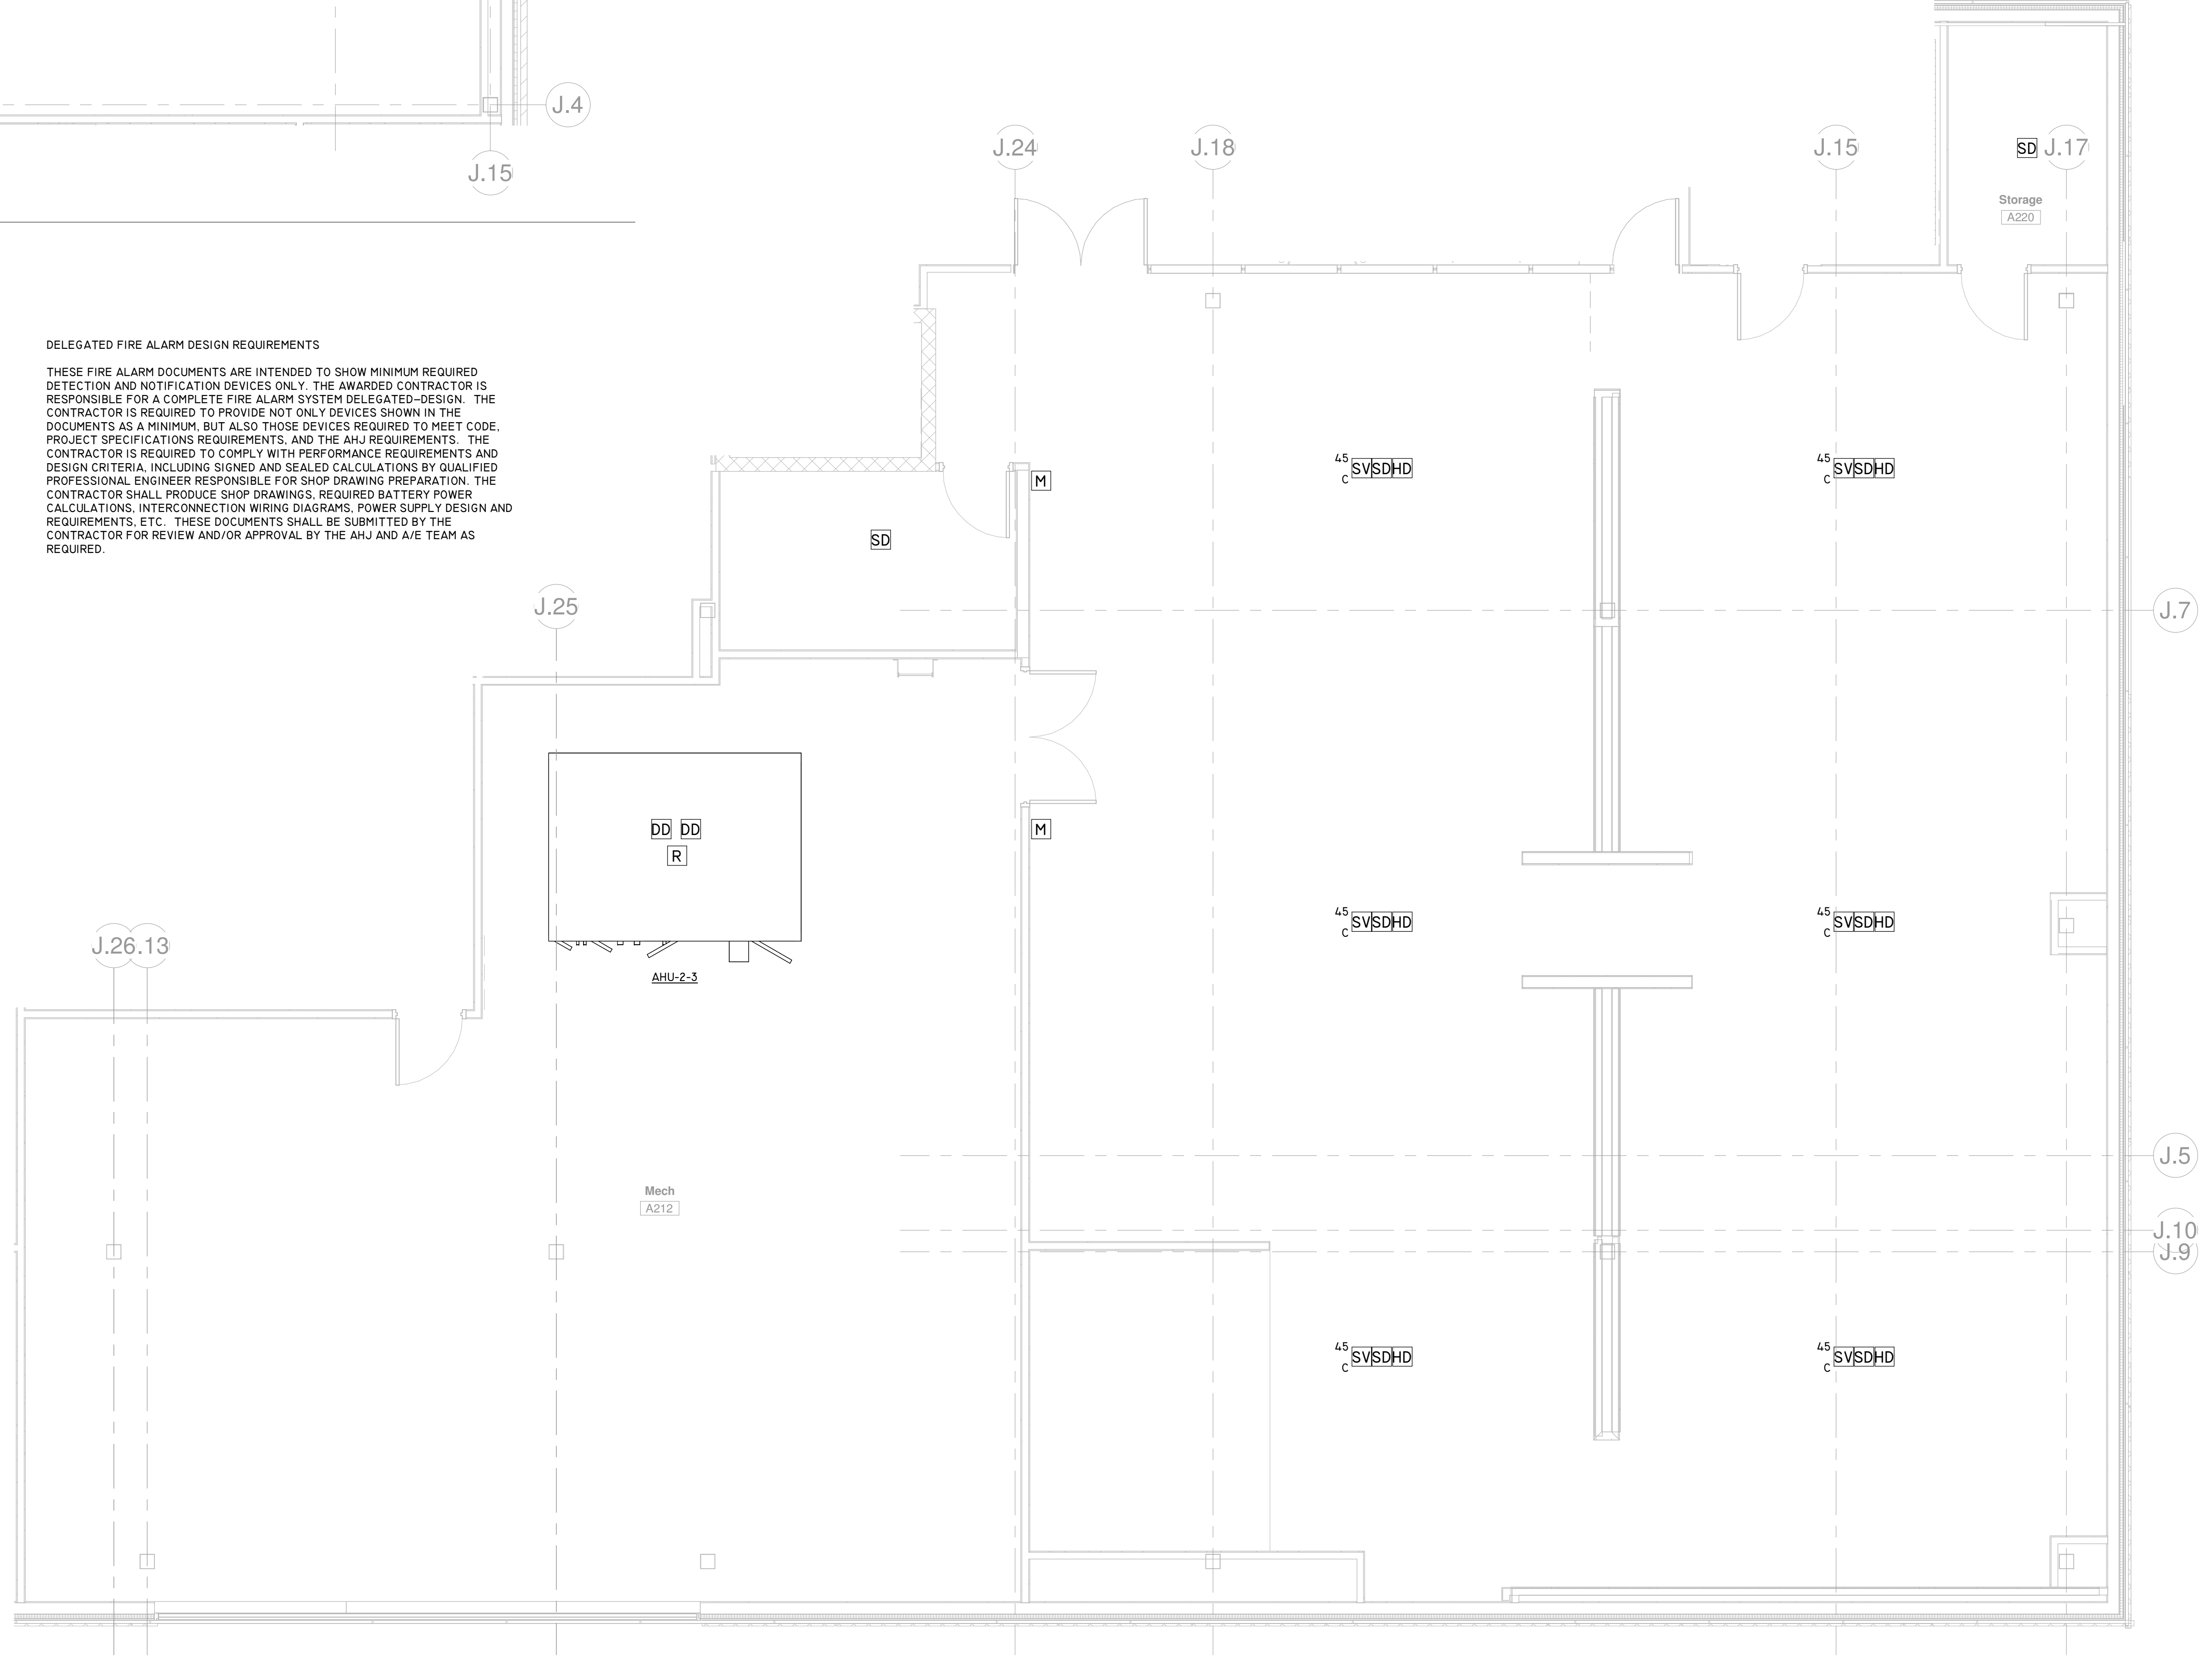 J.4
J.15
J.24
J.18
J.15
SD
J.17
Storage
A220
DELEGATED FIRE ALARM DESIGN REQUIREMENTS
THESE FIRE ALARM DOCUMENTS ARE INTENDED TO SHOW MINIMUM REQUIRED
DETECTION AND NOTIFICATION DEVICES ONLY. THE AWARDED CONTRACTOR IS
RESPONSIBLE FOR A COMPLETE FIRE ALARM SYSTEM DELEGATED-DESIGN. THE
CONTRACTOR IS REQUIRED TO PROVIDE NOT ONLY DEVICES SHOWN IN THE
DOCUMENTS AS A MINIMUM, BUT ALSO THOSE DEVICES REQUIRED TO MEET CODE,
PROJECT SPECIFICATIONS REQUIREMENTS, AND THE AHJ REQUIREMENTS. THE
CONTRACTOR IS REQUIRED TO COMPLY WITH PERFORMANCE REQUIREMENTS AND
DESIGN CRITERIA, INCLUDING SIGNED AND SEALED CALCULATIONS BY QUALIFIED
PROFESSIONAL ENGINEER RESPONSIBLE FOR SHOP DRAWING PREPARATION. THE
CONTRACTOR SHALL PRODUCE SHOP DRAWINGS, REQUIRED BATTERY POWER
CALCULATIONS, INTERCONNECTION WIRING DIAGRAMS, POWER SUPPLY DESIGN AND
REQUIREMENTS, ETC. THESE DOCUMENTS SHALL BE SUBMITTED BY THE
CONTRACTOR FOR REVIEW AND/OR APPROVAL BY THE AHJ AND A/E TEAM AS
REQUIRED.
45
SV SD HD
C
45
SV SD HD
C
M
SD
J.25
J.7
DD DD
M
R
45
SV SD HD
C
45
SV SD HD
C
J.26.13
AHU-2-3
J.5
Mech
A212
J.10
J.9
45
SV SD HD
C
45
SV SD HD
C